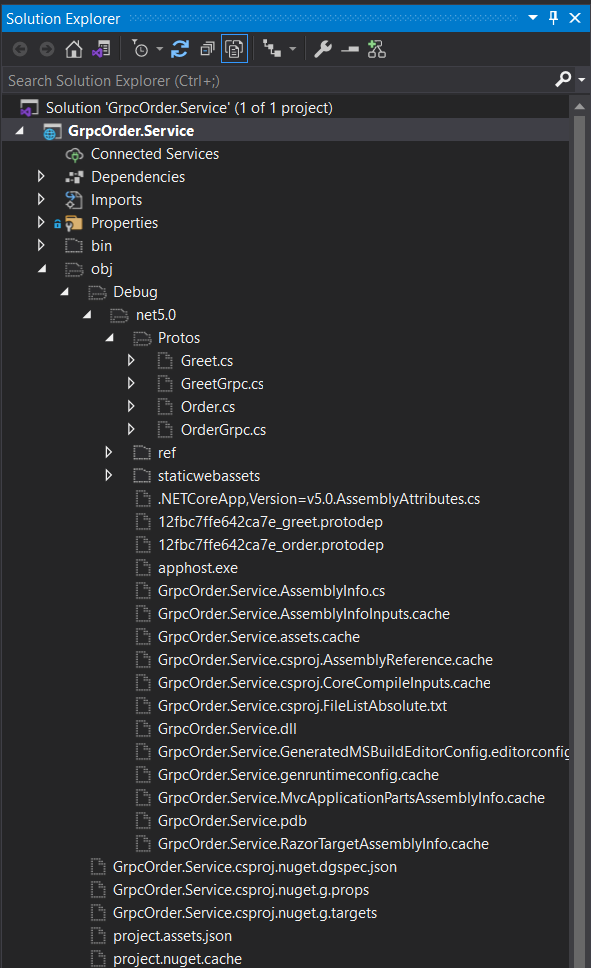 Solution Explorer
Search Solution Explorer (Ctrl+;)
Solution 'GrpcOrder.Service' (1 of 1 project)
GrpcOrder.Service
Connected Services
Dependencies
Imports
Properties
bin
obj
Debug
net5.0
Protos
Greet.cs
GreetGrpc.cs
Order.cs
OrderGrpc.cs
ref
staticwebassets
.NETCoreApp,Version=v5.0.AssemblyAttributes.cs
12fbc7ffe642ca7e_greet.protodep
12fbc7ffe642ca7e_order.protodep
apphost.exe
GrpcOrder.Service.AssemblyInfo.cs
GrpcOrder.Service.AssemblyInfoInputs.cache
GrpcOrder.Service.assets.cache
GrpcOrder.Service.csproj.AssemblyReference.cache
GrpcOrder.Service.csproj.CoreCompileInputs.cache
GrpcOrder.Service.csproj.FileListAbsolute.txt
GrpcOrder.Service.dll
GrpcOrder.Service.GeneratedMSBuildEditorConfig.editorconfig
GrpcOrder.Service.genruntimeconfig.cache
GrpcOrder.Service.MvcApplicationPartsAssemblyInfo.cache
GrpcOrder.Service.pdb
GrpcOrder.Service.RazorTargetAssemblyInfo.cache
GrpcOrder.Service.csproj.nuget.dgspec.json
GrpcOrder.Service.csproj.nuget.g.props
GrpcOrder.Service.csproj.nuget.g.targets
project.assets.json
project.nuget.cache